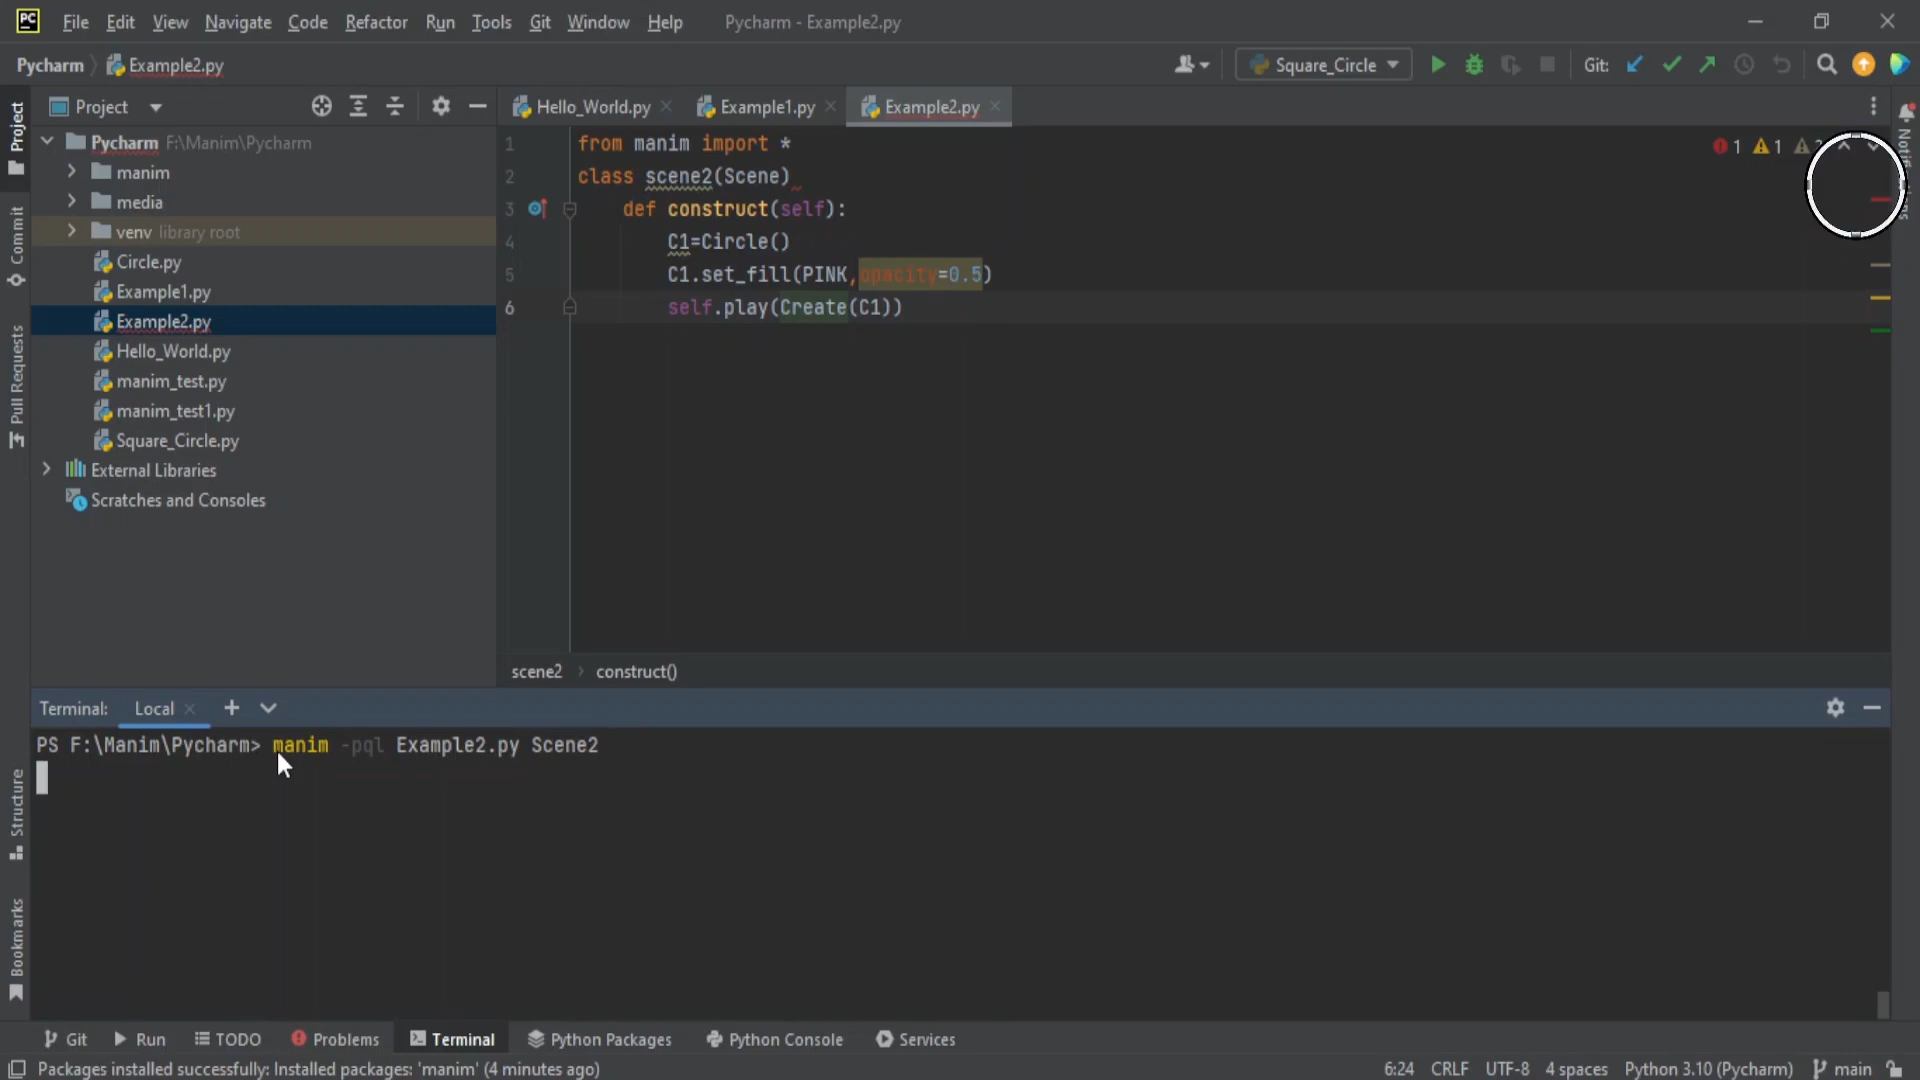 PC File Edit View Navigate Code Refactor Run Tools Git Window Help Pycharm - Example2.py
Pycharm Example2.py Square_Circle Git:
Project Hello_World.py Example1.py Example2.py
Project
Commit
Pull Requests
Structure
Bookmarks
Pycharm F:\Manim\Pycharm
manim
media
venv library root
Circle.py
Example1.py
Example2.py
Hello_World.py
manim_test.py
manim_test1.py
Square_Circle.py
External Libraries
Scratches and Consoles
1 from manim import *
2 class scene2(Scene)
3 def construct(self):
4 C1=Circle()
5 C1.set_fill(PINK,opacity=0.5)
6 self.play(Create(C1))
1 1
scene2 construct()
Terminal: Local
PS F:\Manim\Pycharm> manim -pql Example2.py Scene2
Git Run TODO Problems Terminal Python Packages Python Console Services
Packages installed successfully: Installed packages: 'manim' (4 minutes ago) 6:24 CRLF UTF-8 4 spaces Python 3.10 (Pycharm) main